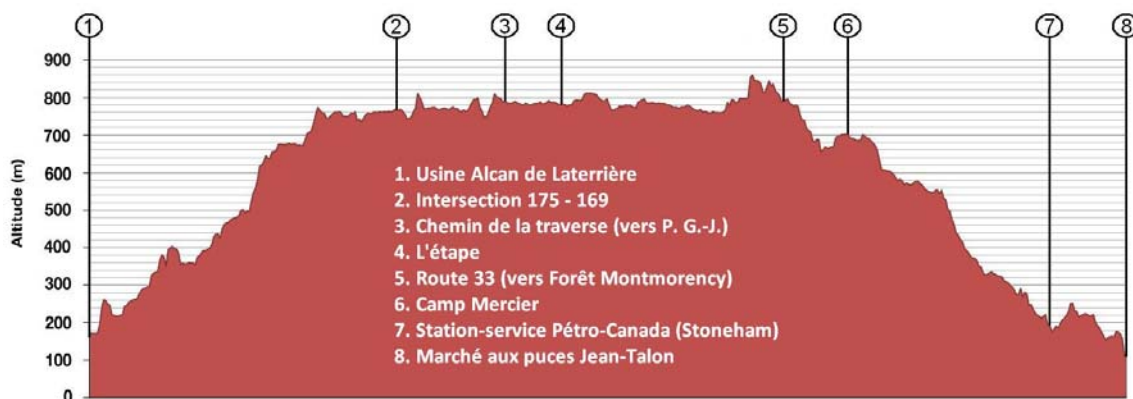 1 2 3 4 5 6 7 8
900
800
700
600
500
400
300
200
100
0
Altitude (m)
1. Usine Alcan de Laterrière
2. Intersection 175 - 169
3. Chemin de la traverse (vers P. G.-J.)
4. L'étape
5. Route 33 (vers Forêt Montmorency)
6. Camp Mercier
7. Station-service Pétro-Canada (Stoneham)
8. Marché aux puces Jean-Talon